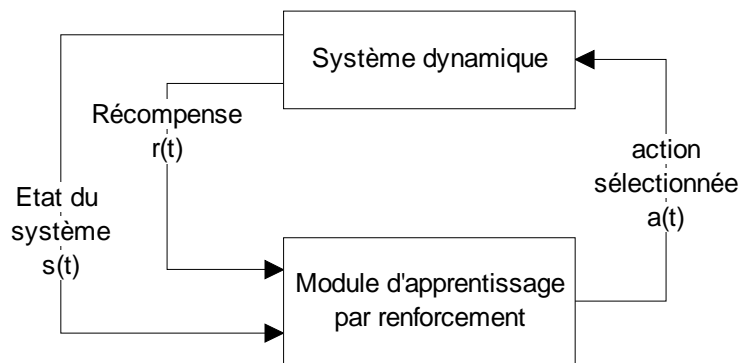 Système dynamique
Récompense
r(t)
action
sélectionnée
a(t)
Etat du
système
s(t)
Module d'apprentissage
par renforcement